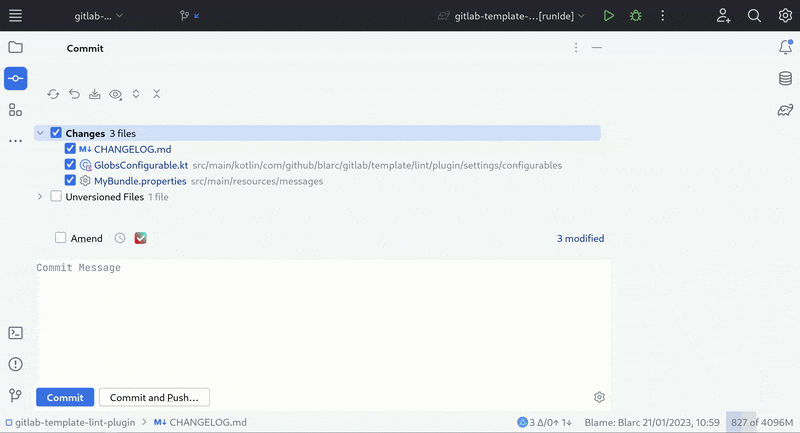 gitlab-...
gitlab-template-...[runIde]
Commit
Changes 3 files
M↓ CHANGELOG.md
GlobsConfigurable.kt src/main/kotlin/com/github/blarc/gitlab/template/lint/plugin/settings/configurables
MyBundle.properties src/main/resources/messages
Unversioned Files 1 file
Amend
3 modified
Commit Message
Commit
Commit and Push...
gitlab-template-lint-plugin > M↓ CHANGELOG.md
3 Δ/0↑ 1↓
Blame: Blarc 21/01/2023, 10:59
827 of 4096M